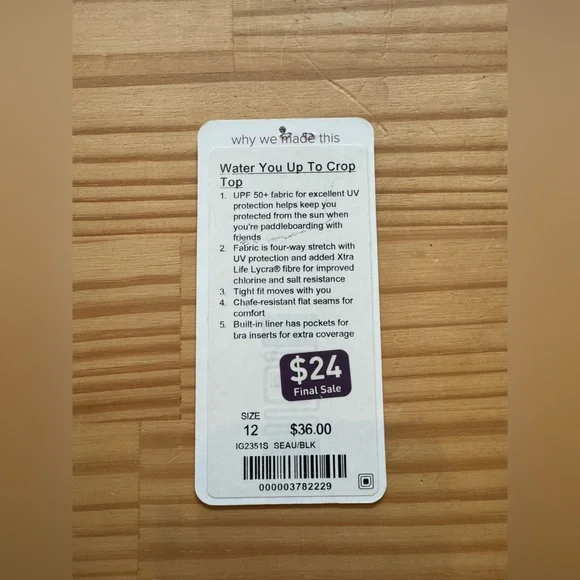 why we made this
Water You Up To Crop
Top
1. UPF 50+ fabric for excellent UV
protection helps keep you
protected from the sun when
you're paddleboarding with
friends
2. Fabric is four-way stretch with
UV protection and added Xtra
Life Lycra® fibre for improved
chlorine and salt resistance
3. Tight fit moves with you
4. Chafe-resistant flat seams for
comfort
5. Built-in liner has pockets for
bra inserts for extra coverage
$24
Final Sale
SIZE
12 $36.00
IG2351S SEAU/BLK
000003782229